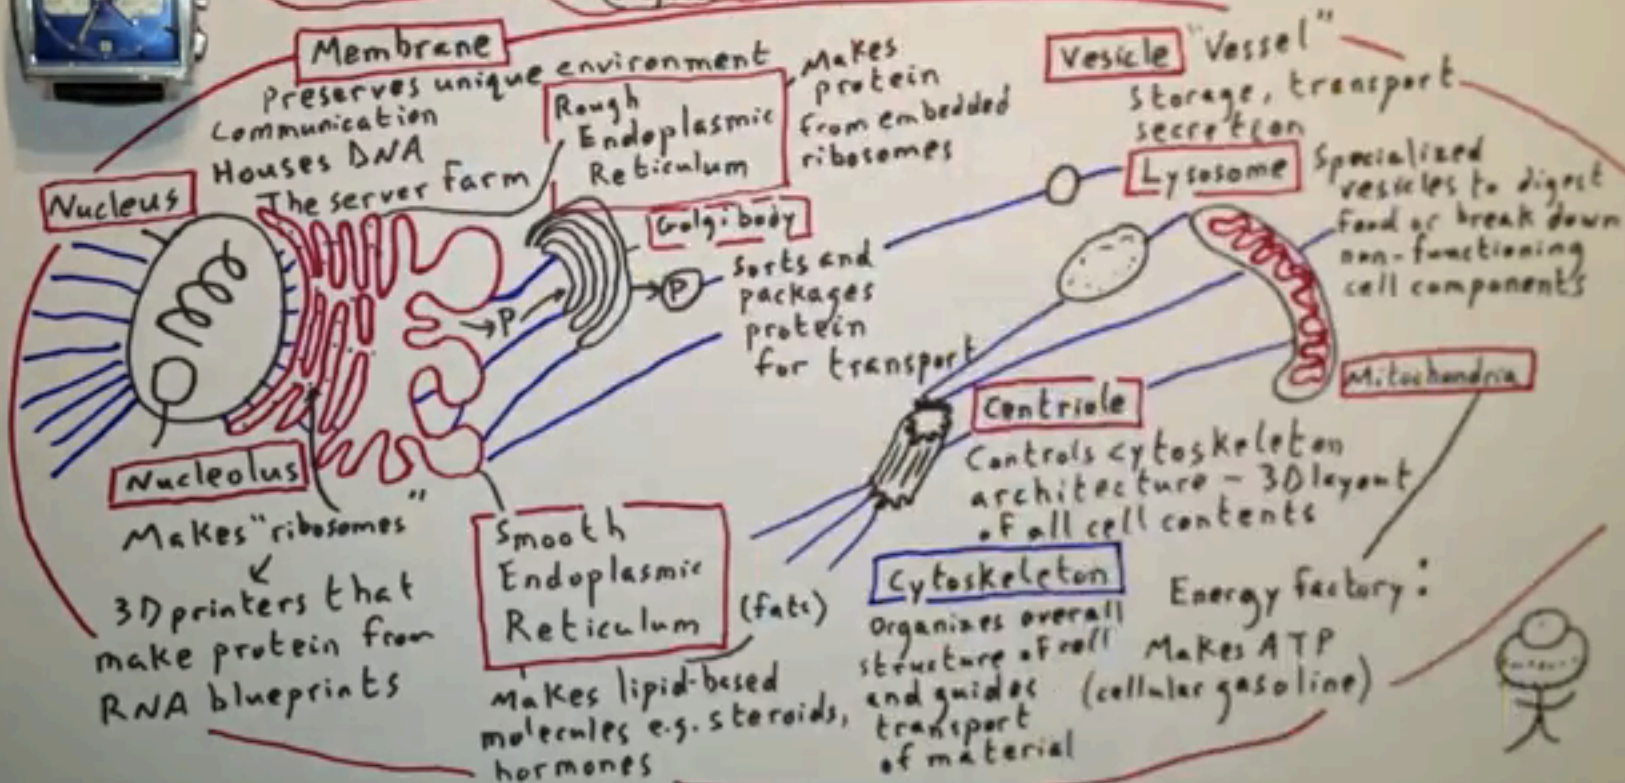 Membrane
Preserves unique environment
Communication
Nucleus
Houses DNA
The server farm
Rough
Endoplasmic
Reticulum
Makes
protein
from embedded
ribosomes
Golgi body
Sorts and
packages
protein
for transport
P
P
Vesicle "Vessel"
Storage, transport
secretion
Lysosome
Specialized
vesicles to digest
food or break down
non-functioning
cell components
Mitochondria
Energy factory:
Makes ATP
(cellular gasoline)
Centriole
Controls cytoskeleton
architecture - 3D layout
of all cell contents
Cytoskeleton
Organizes overall
structure of cell
and guides
transport
of material
Nucleolus
Makes "ribosomes"
3D printers that
make protein from
RNA blueprints
Smooth
Endoplasmic
Reticulum
(fats)
Makes lipid-based
molecules e.g. steroids,
hormones